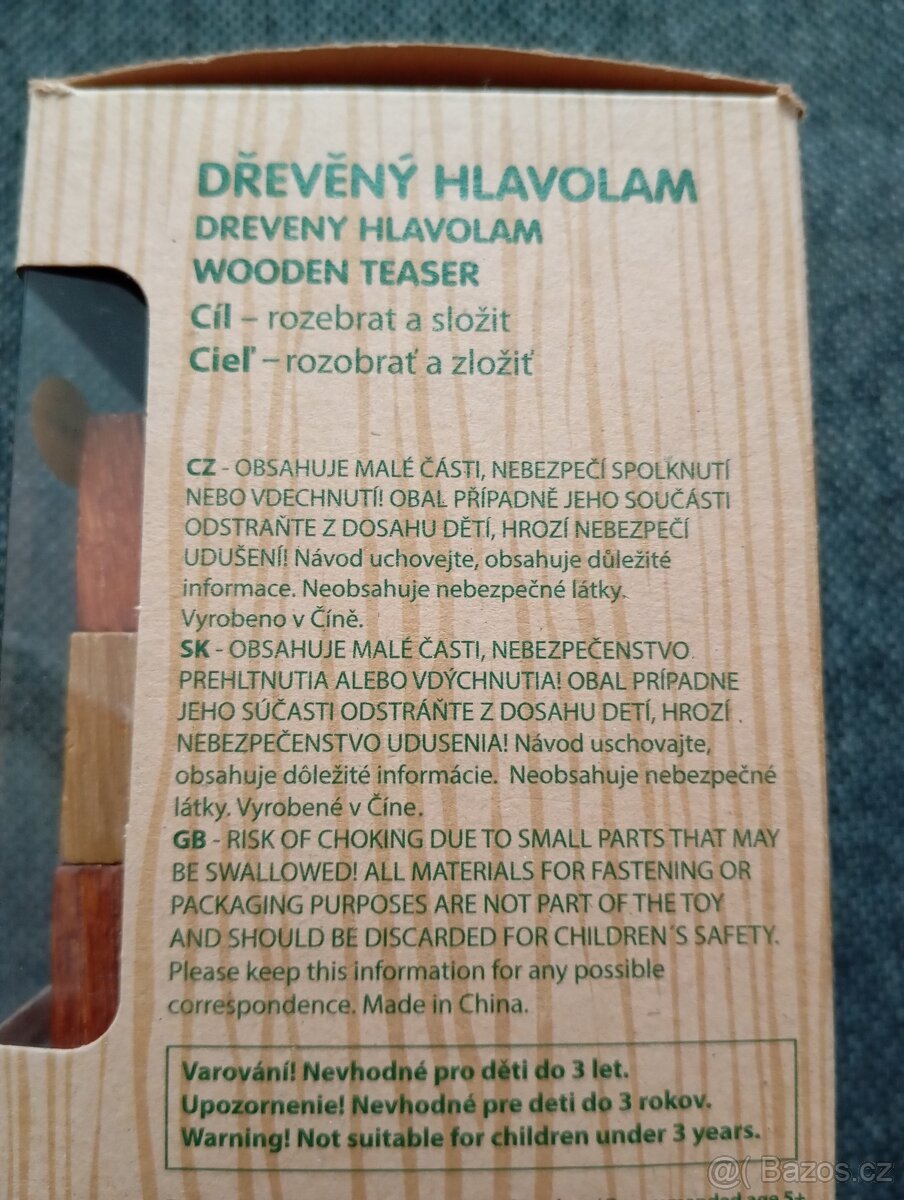 DŘEVĚNÝ HLAVOLAM
DREVENY HLAVOLAM
WOODEN TEASER
Cíl – rozebrat a složit
Cieľ – rozobrať a zložiť
CZ - OBSAHUJE MALÉ ČÁSTI, NEBEZPEČÍ SPOLKNUTÍ
NEBO VDECHNUTÍ! OBAL PŘÍPADNĚ JEHO SOUČÁSTI
ODSTRAŇTE Z DOSAHU DĚTÍ, HROZÍ NEBEZPEČÍ
UDUŠENÍ! Návod uchovejte, obsahuje důležité
informace. Neobsahuje nebezpečné látky.
Vyrobeno v Číně.
SK - OBSAHUJE MALÉ ČASTI, NEBEZPEČENSTVO
PREHLTNUTIA ALEBO VDÝCHNUTIA! OBAL PRÍPADNE
JEHO SÚČASTI ODSTRÁŇTE Z DOSAHU DETÍ, HROZÍ
NEBEZPEČENSTVO UDUSENIA! Návod uschovajte,
obsahuje dôležité informácie. Neobsahuje nebezpečné
látky. Vyrobené v Číne.
GB - RISK OF CHOKING DUE TO SMALL PARTS THAT MAY
BE SWALLOWED! ALL MATERIALS FOR FASTENING OR
PACKAGING PURPOSES ARE NOT PART OF THE TOY
AND SHOULD BE DISCARDED FOR CHILDREN´S SAFETY.
Please keep this information for any possible
correspondence. Made in China.
Varování! Nevhodné pro děti do 3 let.
Upozornenie! Nevhodné pre deti do 3 rokov.
Warning! Not suitable for children under 3 years.
age 5+
@( Bazos.cz